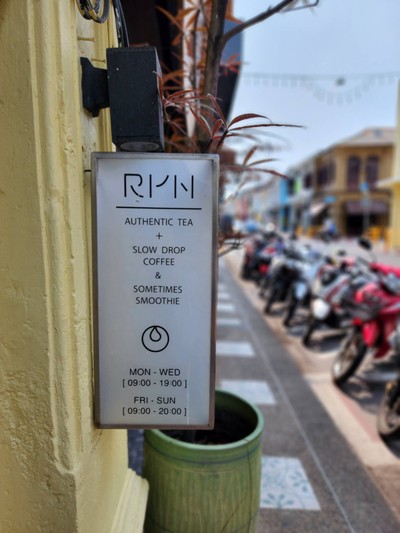 RYN
AUTHENTIC TEA
+
SLOW DROP
COFFEE
&
SOMETIMES
SMOOTHIE
MON - WED
[ 09:00 - 19:00 ]
FRI - SUN
[ 09:00 - 20:00 ]